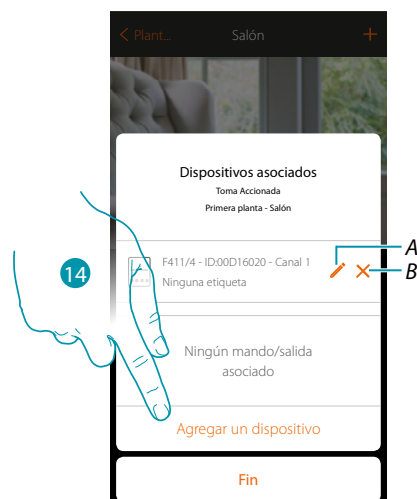 Plant...
Salón
Dispositivos asociados
Toma Accionada
Primera planta - Salón
F411/4 - ID:00D16020 - Canal 1
Ninguna etiqueta
A
B
14
Ningún mando/salida
asociado
Agregar un dispositivo
Fin